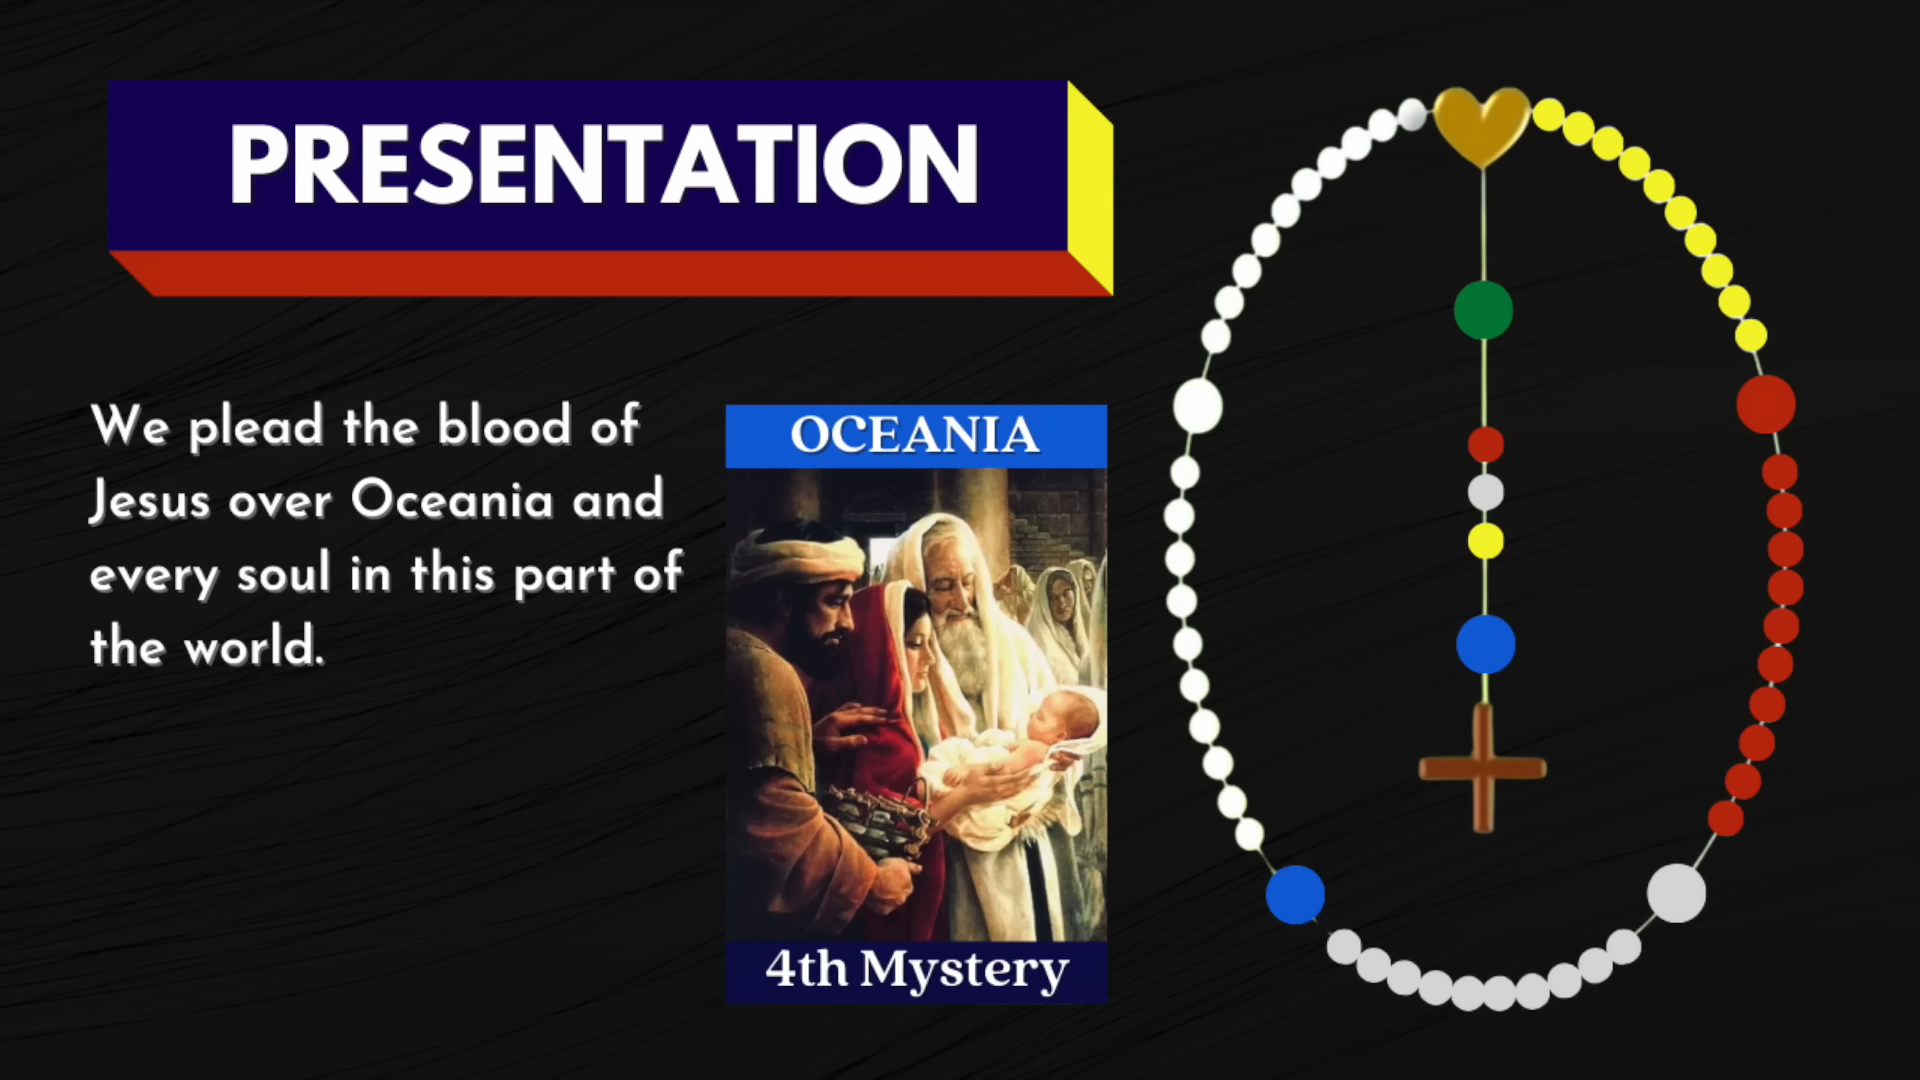 PRESENTATION
We plead the blood of
Jesus over Oceania and
every soul in this part of
the world.
OCEANIA
4th Mystery